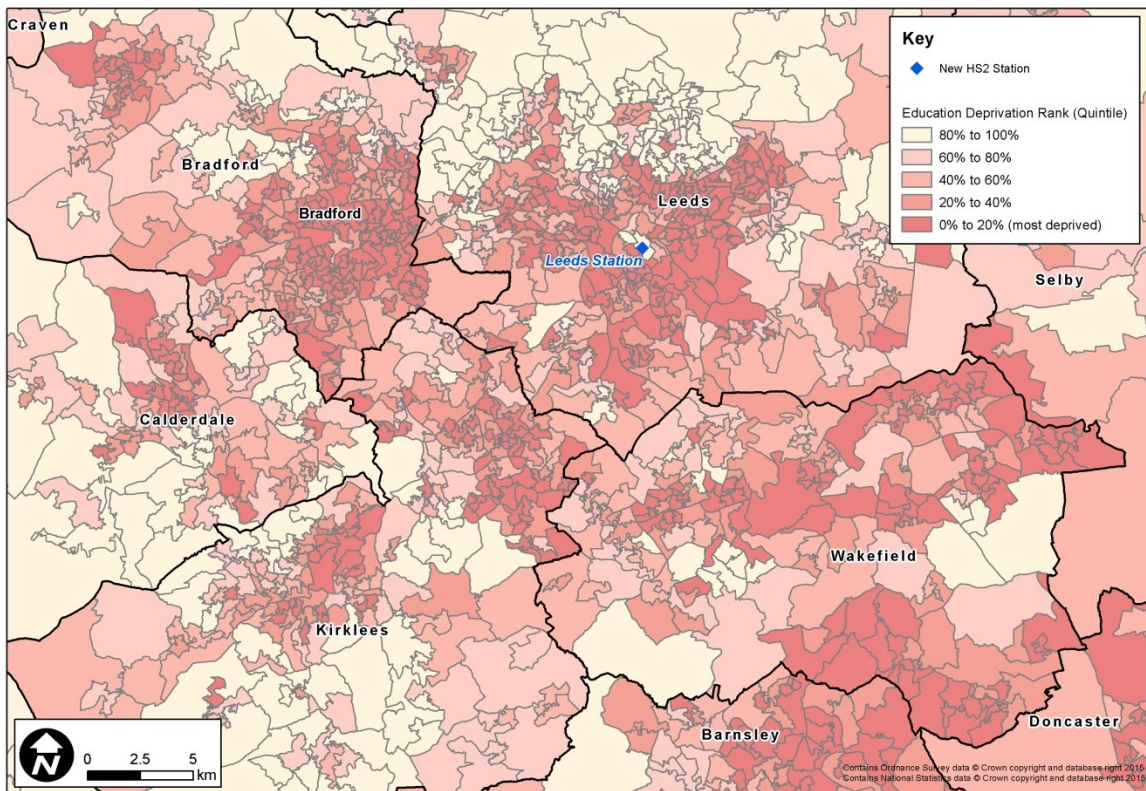 Craven
Key
New HS2 Station
Education Deprivation Rank (Quintile)
80% to 100%
60% to 80%
40% to 60%
20% to 40%
0% to 20% (most deprived)
Bradford
Leeds
Bradford
Leeds Station
Selby
Calderdale
Wakefield
Kirklees
Doncaster
Barnsley
N
0 2.5 5
km
Contains Ordnance Survey data © Crown copyright and database right 2015
Contains National Statistics data © Crown copyright and database right 2015